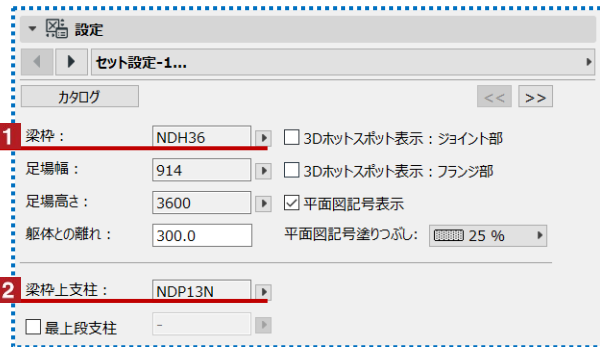 設定
セット設定-1...
カタログ << >>
1 梁枠： NDH36 3Dホットスポット表示：ジョイント部
足場幅： 914 3Dホットスポット表示：フランジ部
足場高さ： 3600 平面図記号表示
躯体との離れ： 300.0 平面図記号塗りつぶし: 25 %
2 梁枠上支柱： NDP13N
最上段支柱 -